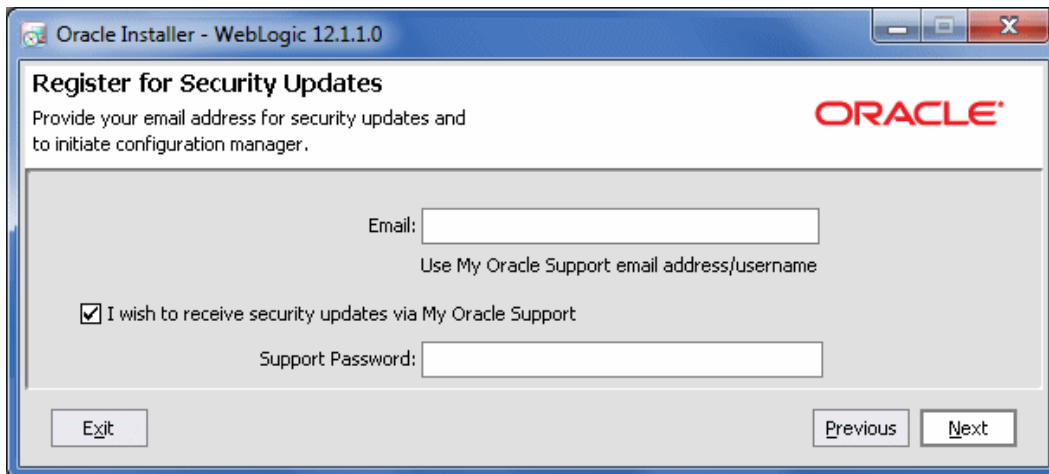 Oracle Installer - WebLogic 12.1.1.0
Register for Security Updates
Provide your email address for security updates and
to initiate configuration manager.
ORACLE
Email:
Use My Oracle Support email address/username
I wish to receive security updates via My Oracle Support
Support Password:
Exit
Previous
Next